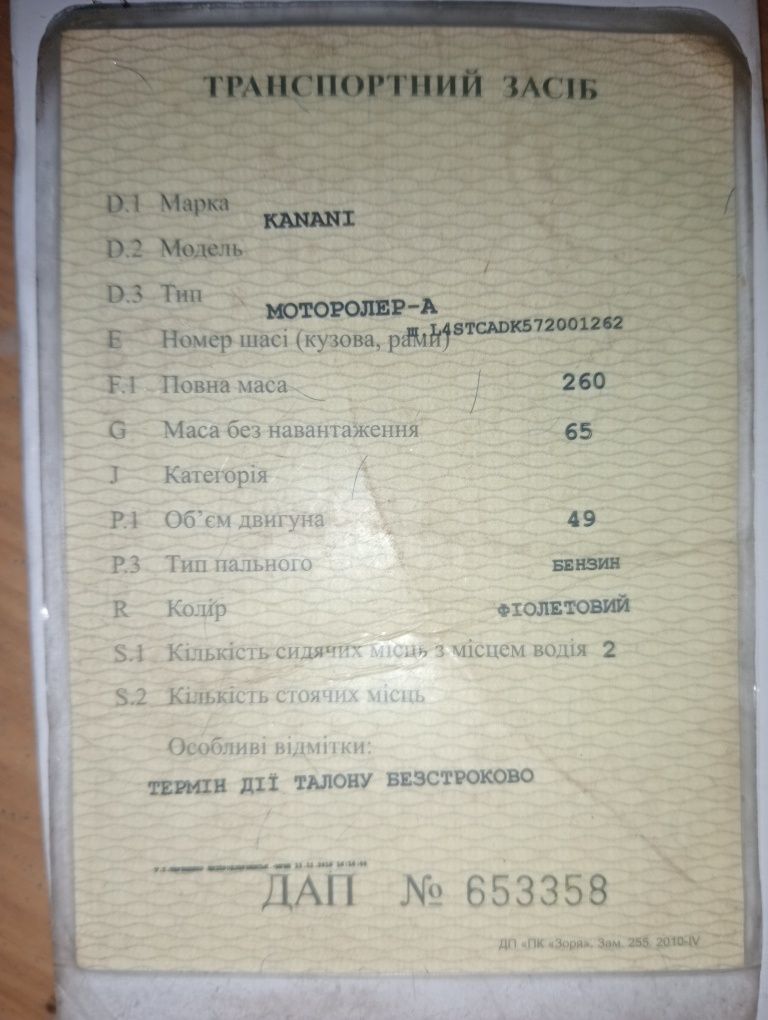 ТРАНСПОРТНИЙ ЗАСІБ
D.1 Марка KANANI
D.2 Модель
D.3 Тип МОТОРОЛЕР-А
E Номер шасі (кузова, рами) Ш.L4STCADK572001262
F.1 Повна маса 260
G Маса без навантаження 65
J Категорія
P.1 Об’єм двигуна 49
P.3 Тип пального БЕНЗИН
R Колір ФІОЛЕТОВИЙ
S.1 Кількість сидячих місць з місцем водія 2
S.2 Кількість стоячих місць
Особливі відмітки:
ТЕРМІН ДІЇ ТАЛОНУ БЕЗСТРОКОВО
ДАП № 653358
ДП «ПК «Зоря». Зам. 255. 2010-IV